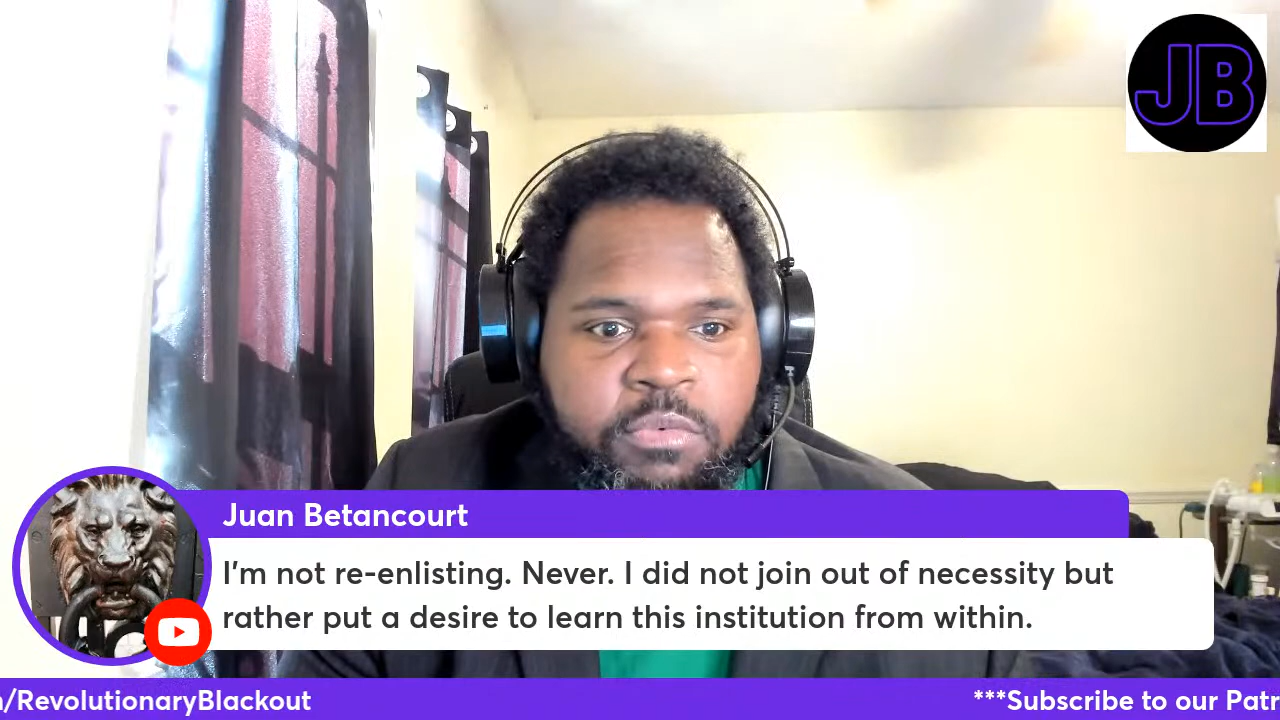 JB
Juan Betancourt
I'm not re-enlisting. Never. I did not join out of necessity but
rather put a desire to learn this institution from within.
/RevolutionaryBlackout
***Subscribe to our